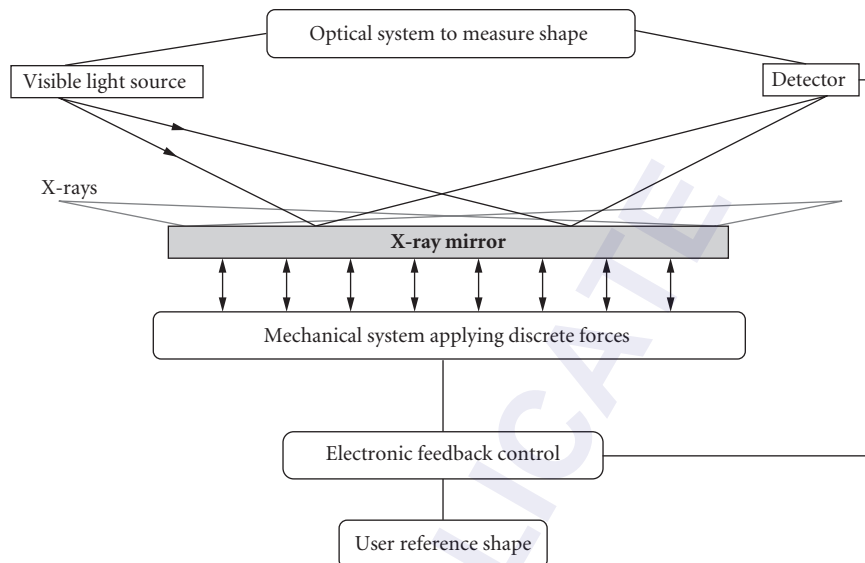 Optical system to measure shape
Visible light source
Detector
X-rays
X-ray mirror
Mechanical system applying discrete forces
Electronic feedback control
User reference shape
LICATE